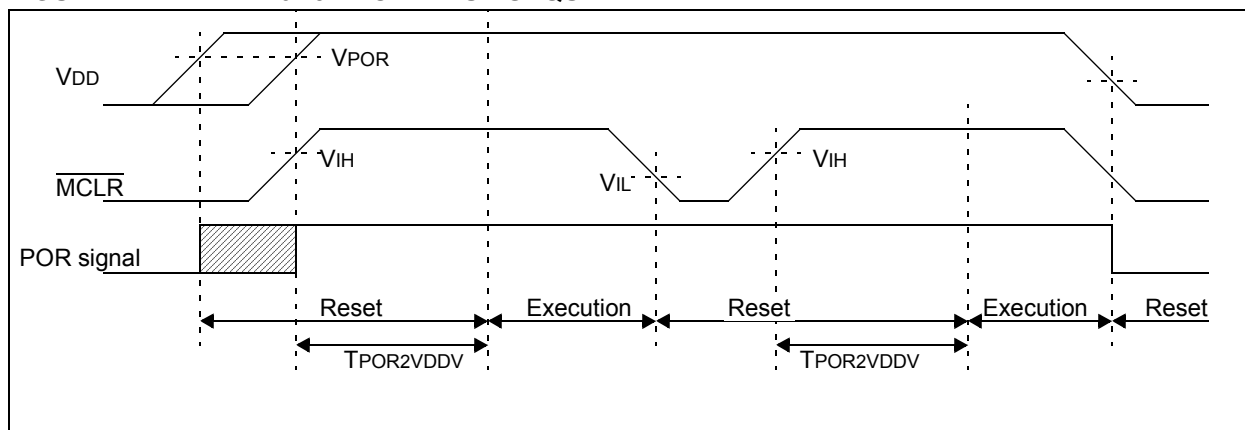 VDD
VPOR
MCLR
VIH
VIL
VIH
POR signal
Reset
Execution
Reset
Execution
Reset
TPOR2VDDV
TPOR2VDDV